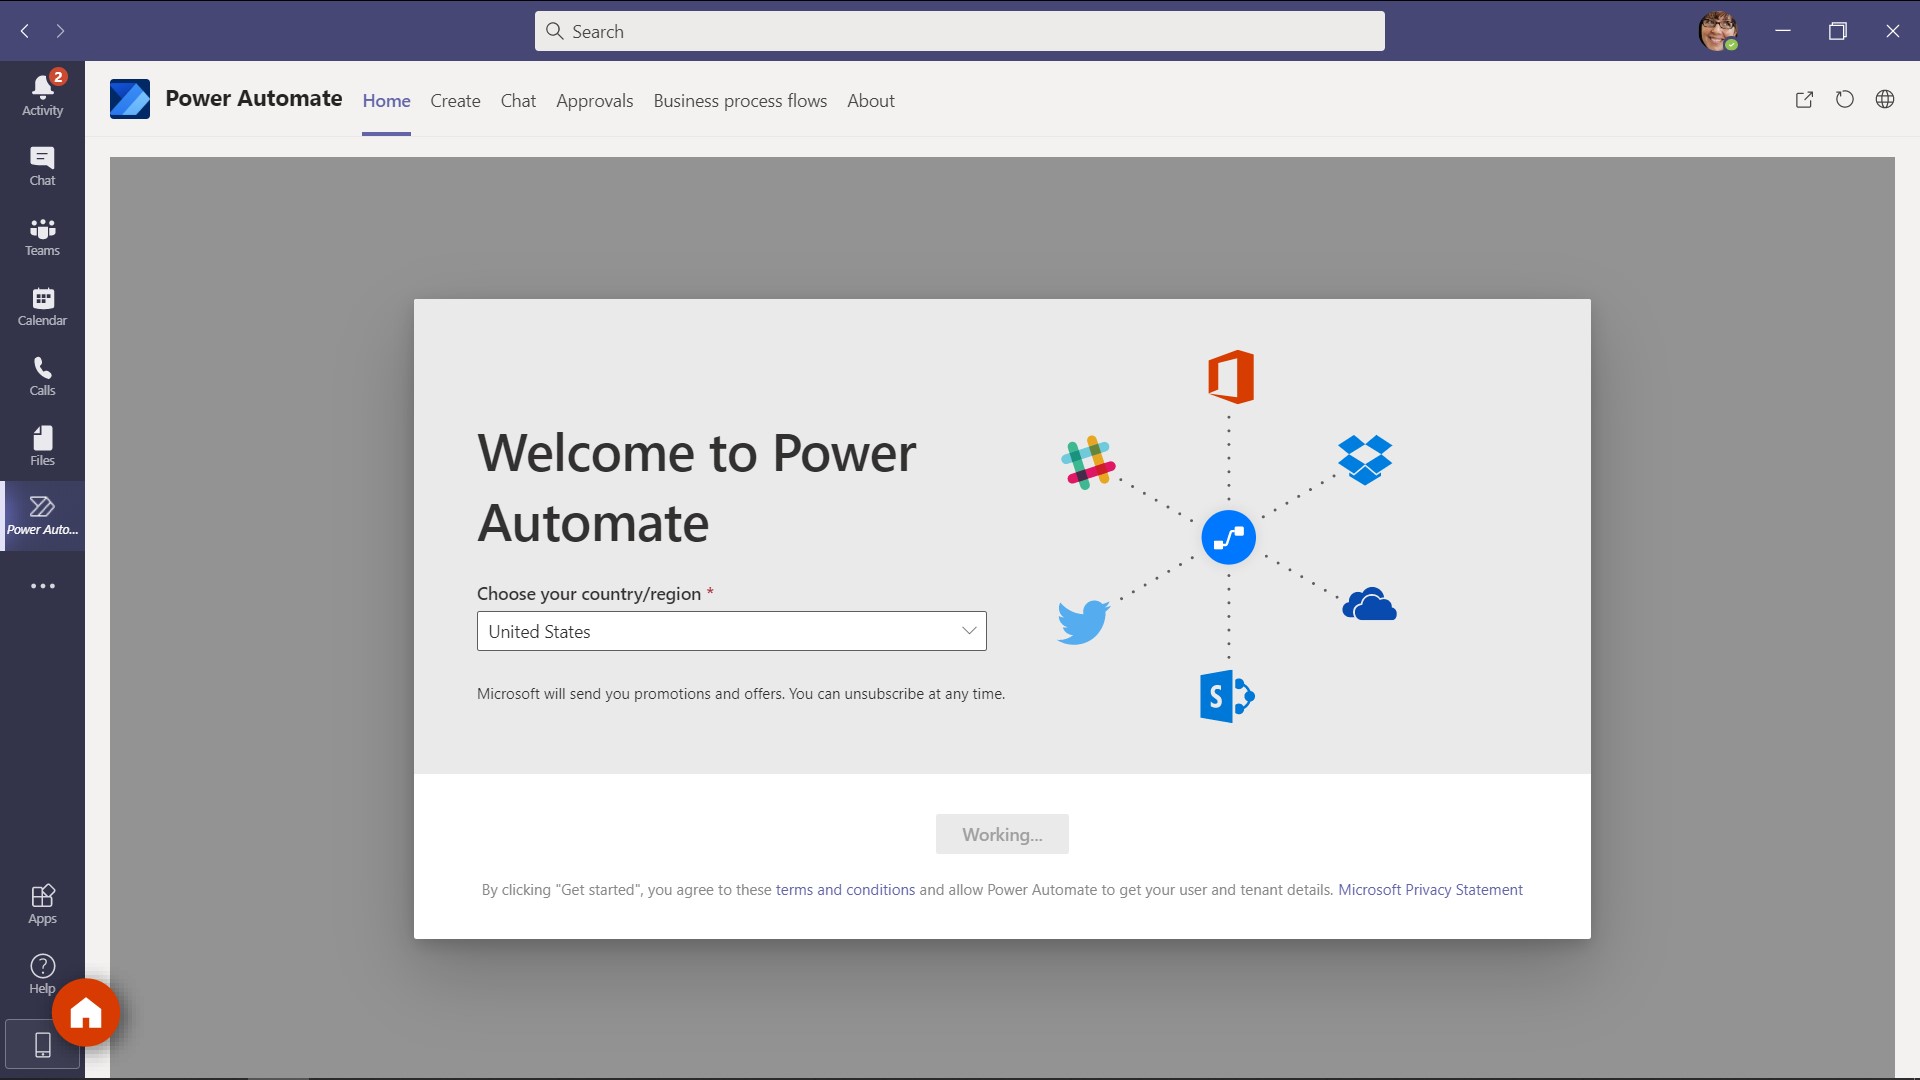 Search
2
Activity
Chat
Teams
Calendar
Calls
Files
Power Auto...
Apps
Help
Power Automate Home Create Chat Approvals Business process flows About
Welcome to Power
Automate
Choose your country/region *
United States
Microsoft will send you promotions and offers. You can unsubscribe at any time.
S
Working...
By clicking "Get started", you agree to these terms and conditions and allow Power Automate to get your user and tenant details. Microsoft Privacy Statement